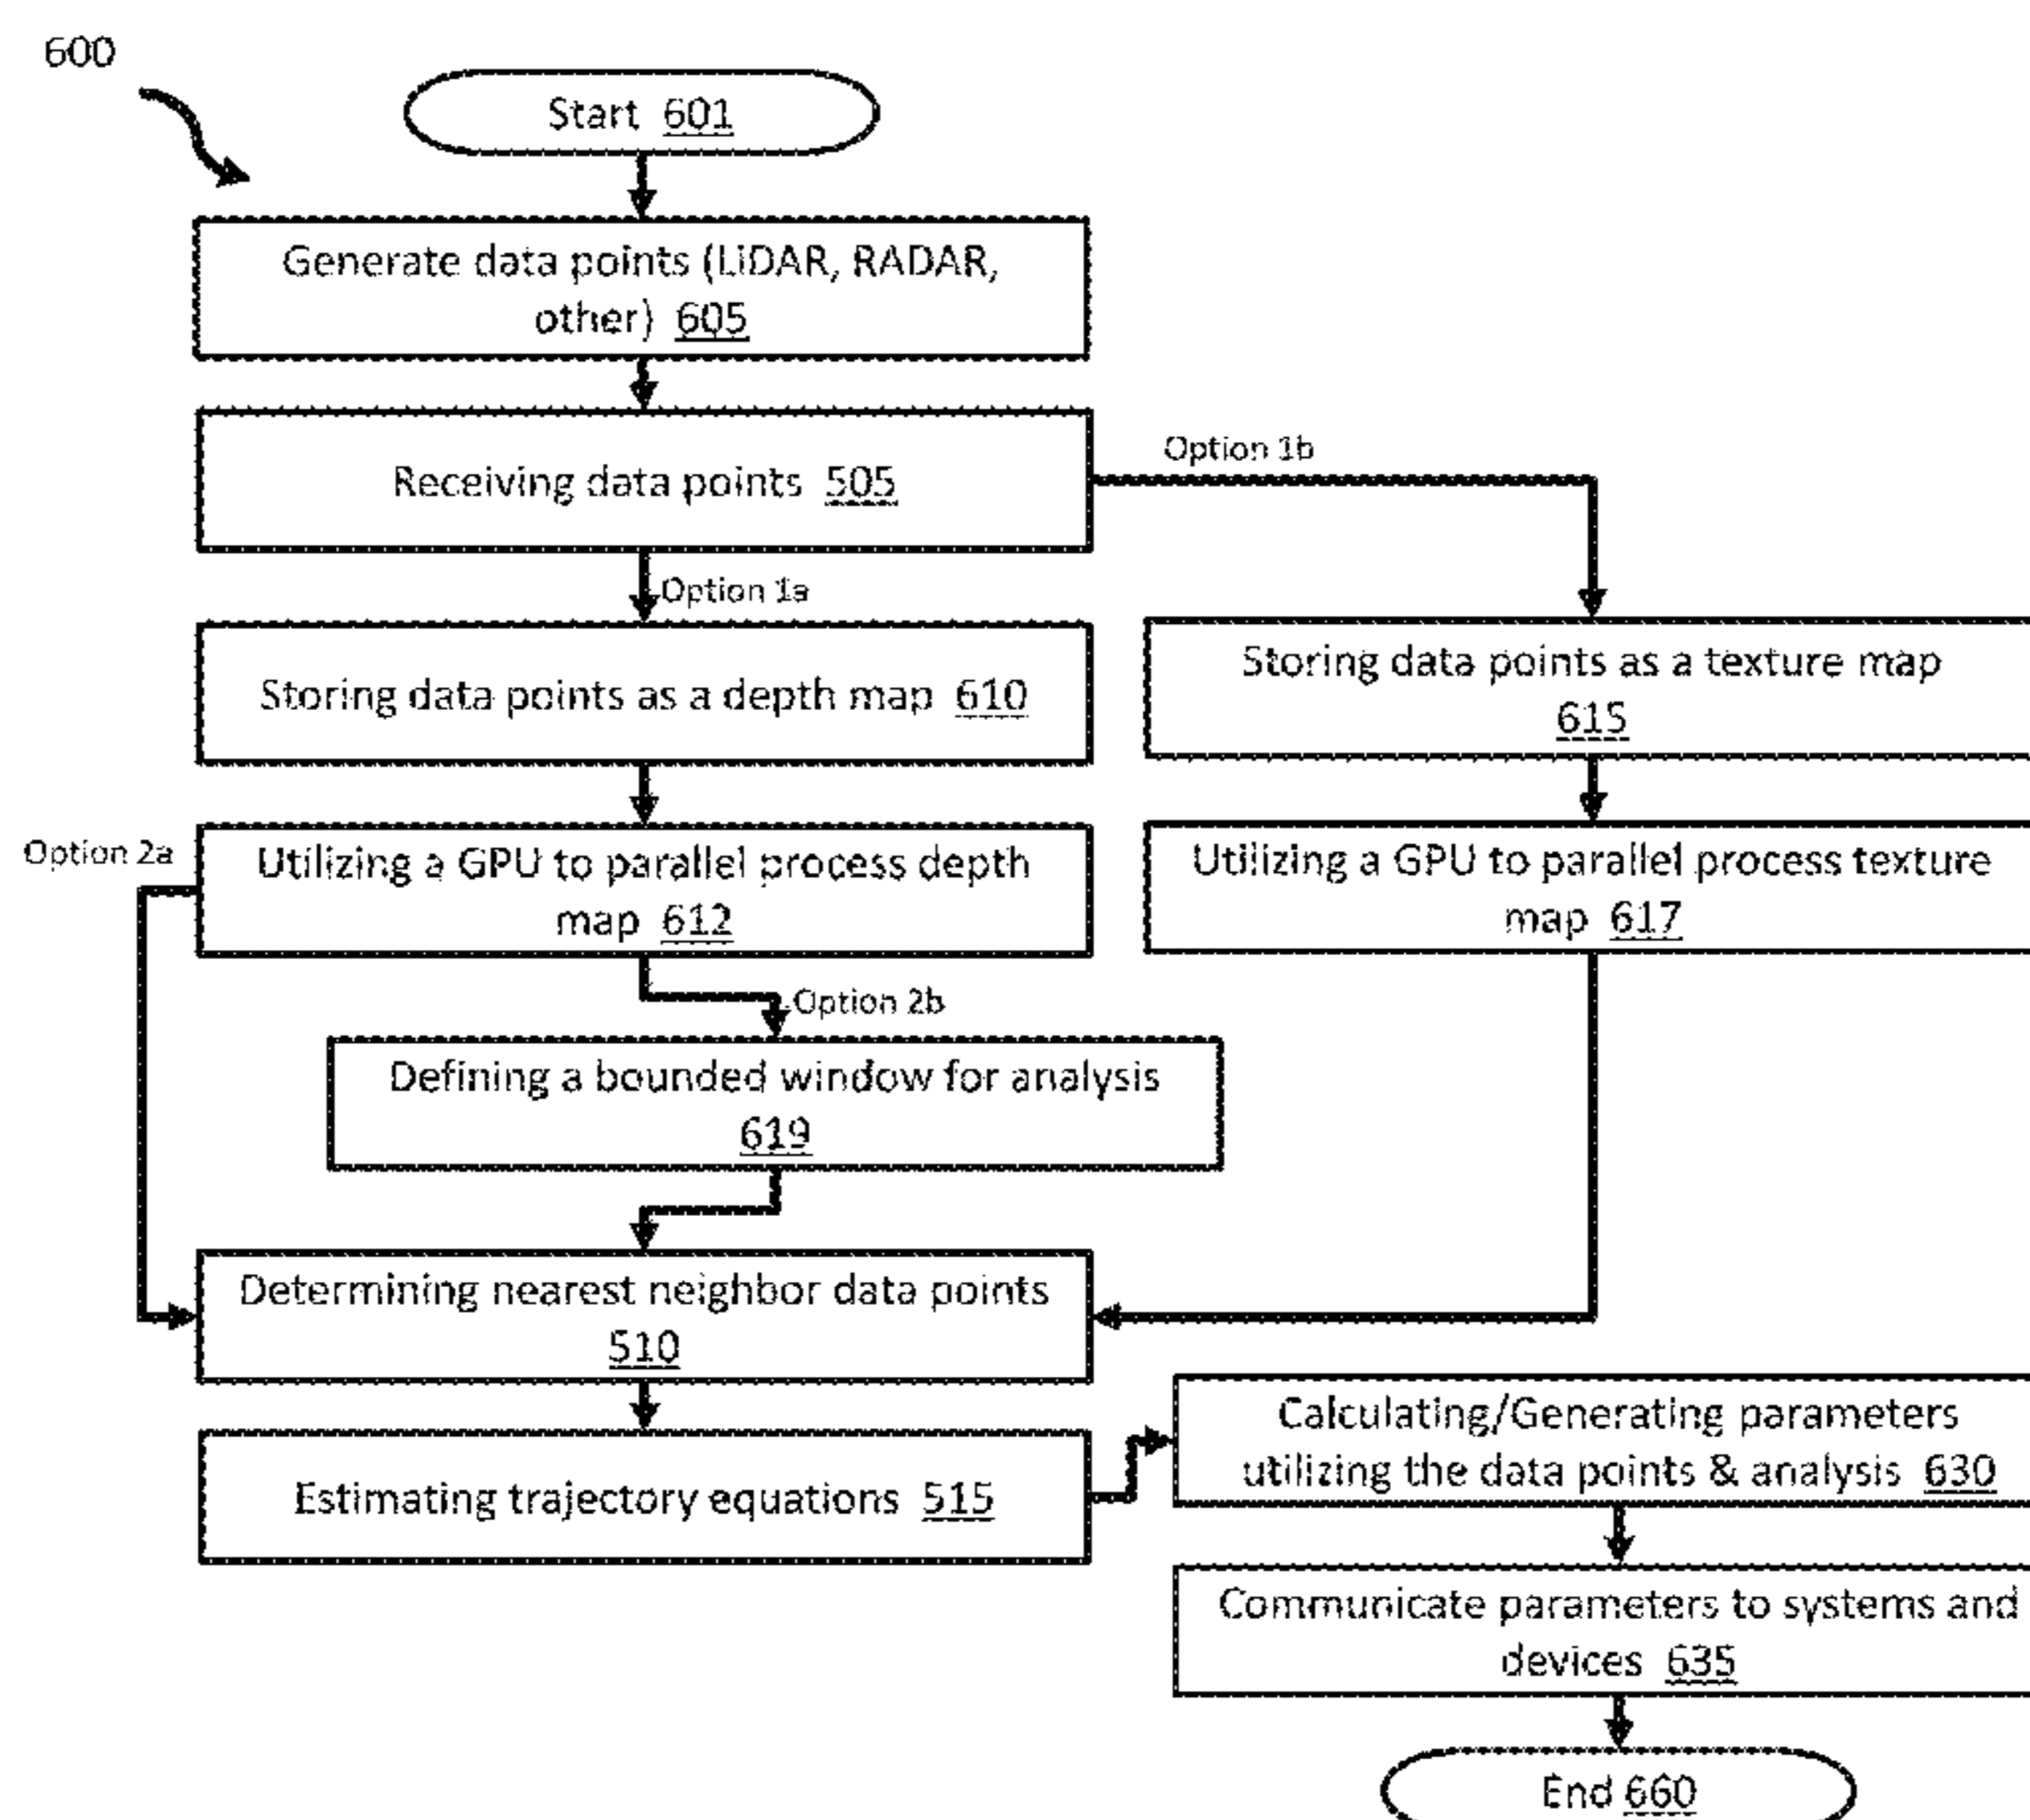 600
Start 601
Generate data points (LiDAR, RADAR,
other) 605
Receiving data points 505
Option 1b
Option 1a
Storing data points as a depth map 610
Storing data points as a texture map
615
Option 2a
Utilizing a GPU to parallel process depth
map 612
Utilizing a GPU to parallel process texture
map 617
Option 2b
Defining a bounded window for analysis
619
Determining nearest neighbor data points
510
Estimating trajectory equations 515
Calculating/Generating parameters
utilizing the data points & analysis 630
Communicate parameters to systems and
devices 635
End 660